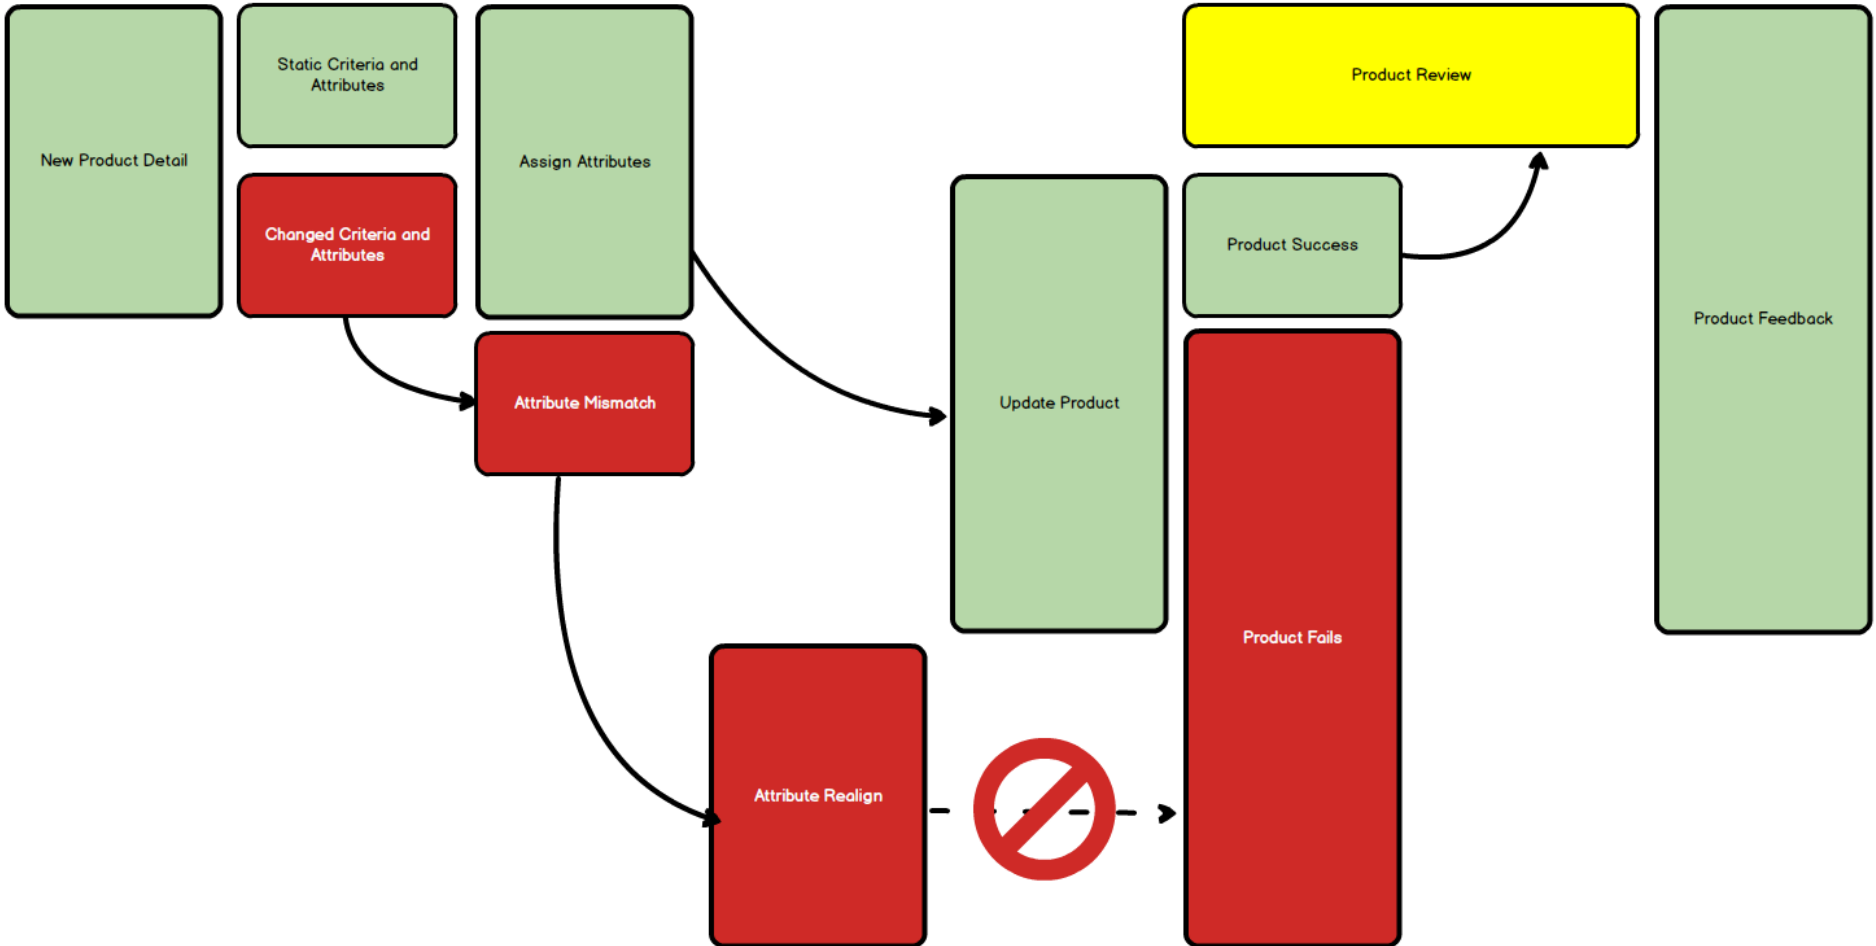 New Product Detail
Static Criteria and
Attributes
Changed Criteria and
Attributes
Assign Attributes
Attribute Mismatch
Attribute Realign
Update Product
Product Review
Product Success
Product Fails
Product Feedback